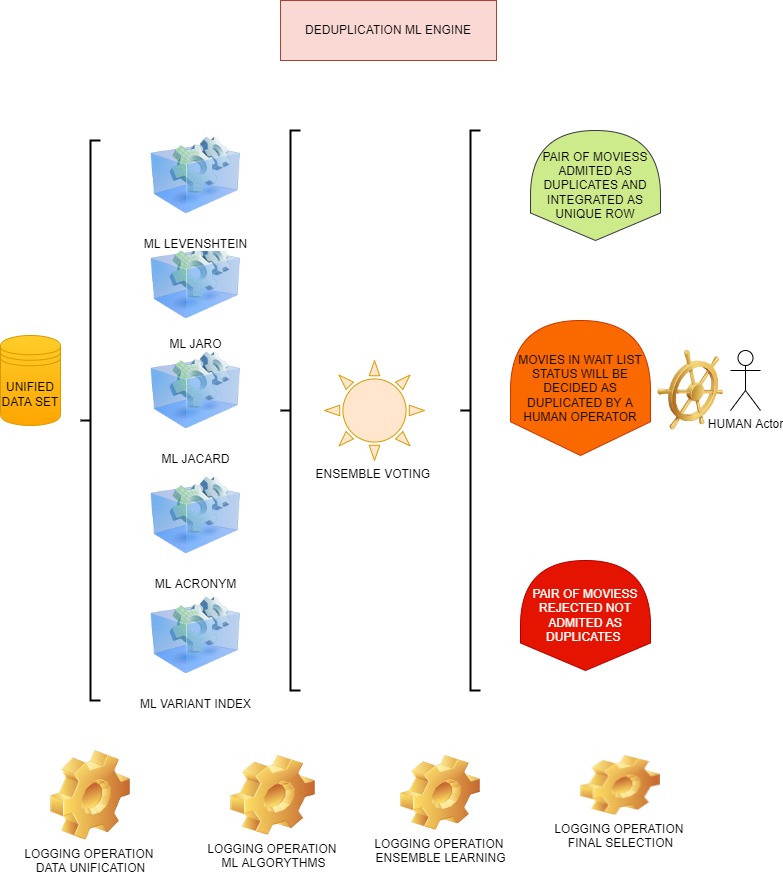 DEDUPLICATION ML ENGINE
UNIFIED
DATA SET
ML LEVENSHTEIN
ML JARO
ML JACARD
ML ACRONYM
ML VARIANT INDEX
ENSEMBLE VOTING
PAIR OF MOVIESS
ADMITED AS
DUPLICATES AND
INTEGRATED AS
UNIQUE ROW
MOVIES IN WAIT LIST
STATUS WILL BE
DECIDED AS
DUPLICATED BY A
HUMAN OPERATOR
HUMAN Actor
PAIR OF MOVIESS
REJECTED NOT
ADMITED AS
DUPLICATES
LOGGING OPERATION
DATA UNIFICATION
LOGGING OPERATION
ML ALGORYTHMS
LOGGING OPERATION
ENSEMBLE LEARNING
LOGGING OPERATION
FINAL SELECTION